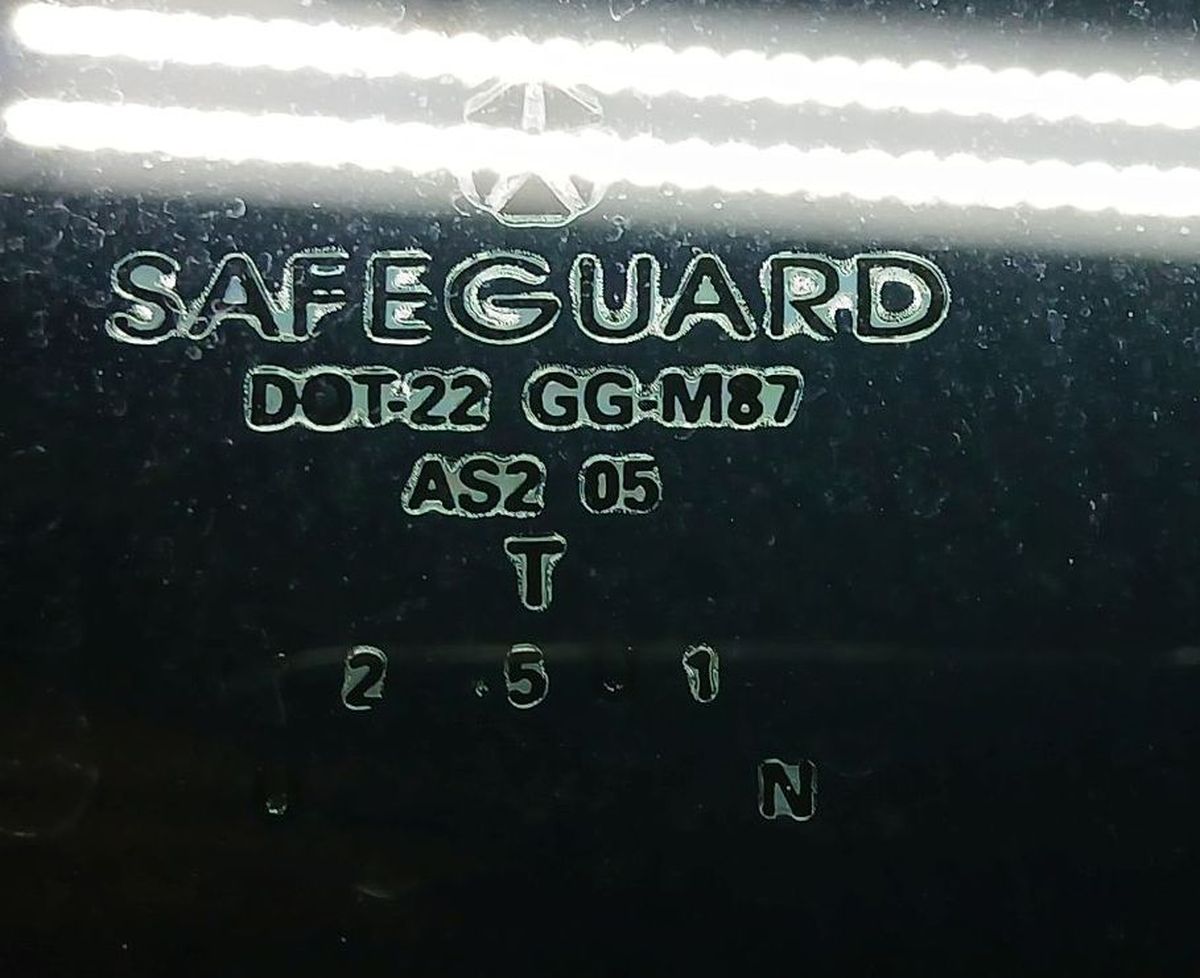 SAFEGUARD
DOT-22 GG-M87
AS2 05
T
2 . 5 . 1
N